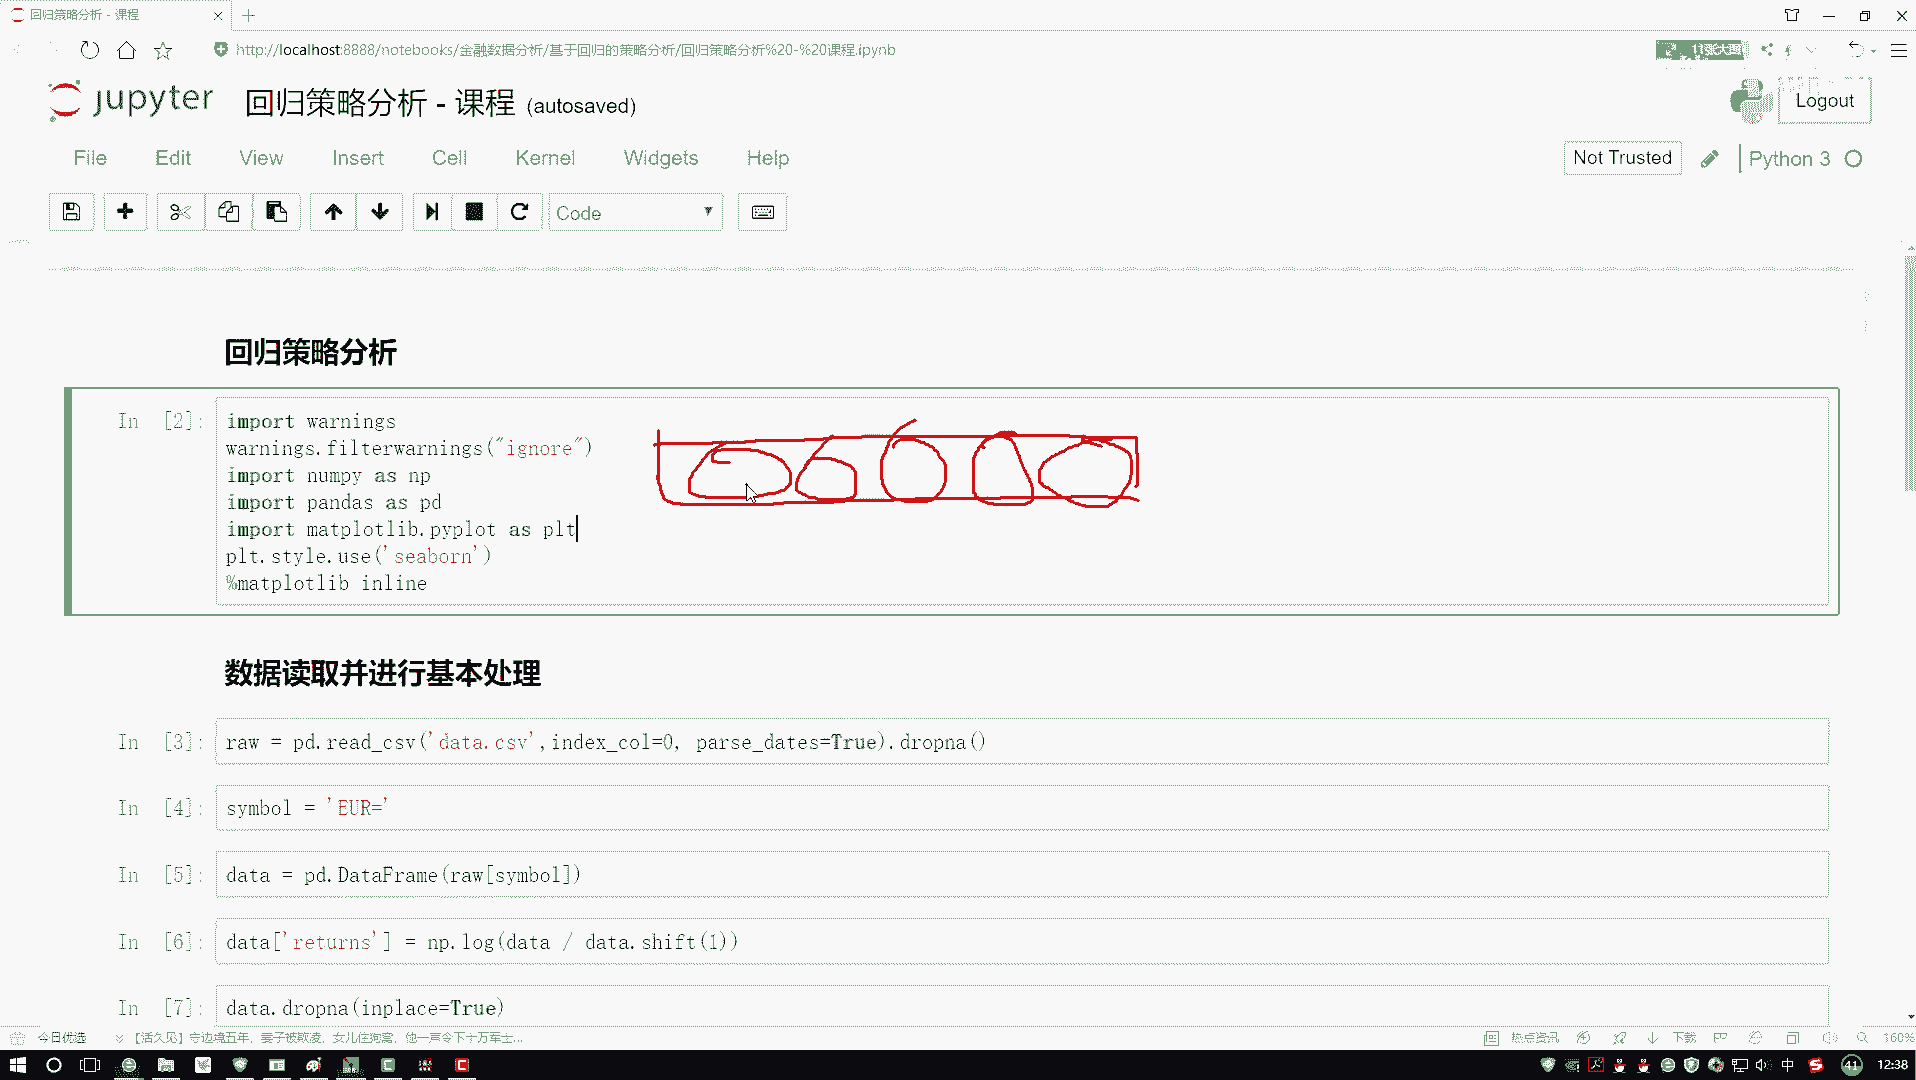 回归策略分析 - 课程
http://localhost:8888/notebooks/金融数据分析/基于回归的策略分析/回归策略分析%20-%20课程.ipynb
11张大图
jupyter 回归策略分析 - 课程 (autosaved)
Logout
File Edit View Insert Cell Kernel Widgets Help
Not Trusted
Python 3
Code
回归策略分析
In [2]:
import warnings
warnings.filterwarnings("ignore")
import numpy as np
import pandas as pd
import matplotlib.pyplot as plt
plt.style.use('seaborn')
%matplotlib inline
数据读取并进行基本处理
In [3]: raw = pd.read_csv('data.csv',index_col=0, parse_dates=True).dropna()
In [4]: symbol = 'EUR='
In [5]: data = pd.DataFrame(raw[symbol])
In [6]: data['returns'] = np.log(data / data.shift(1))
In [7]: data.dropna(inplace=True)
今日优选 【活久见】守边境五年，妻子被欺凌，女儿住狗窝，他一声令下十万军士...
热点资讯 下载 160%
中 41 12:38